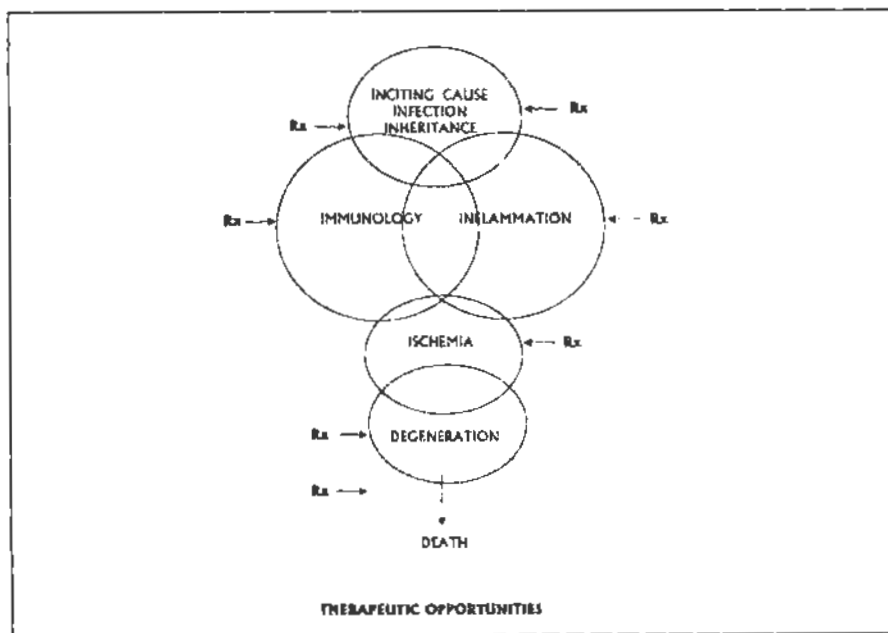 INCITING CAUSE
INFECTION
INHERITANCE
Rx
Rx
IMMUNOLOGY
INFLAMMATION
Rx
Rx
ISCHEMIA
Rx
DEGENERATION
Rx
Rx
DEATH
THERAPEUTIC OPPORTUNITIES